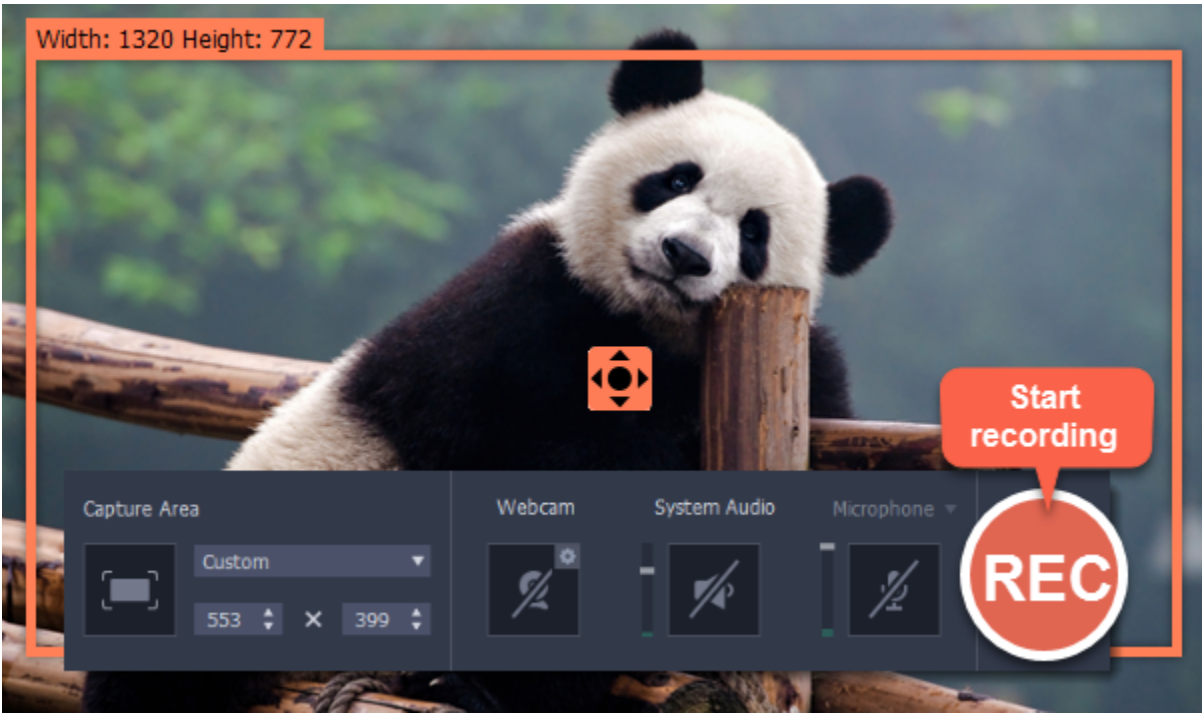 Width: 1320 Height: 772
Start
recording
Capture Area
Webcam
System Audio
Microphone
Custom
553 × 399
REC